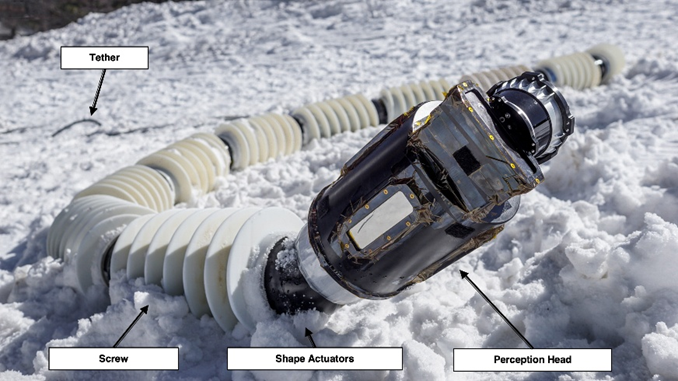 Tether
Screw
Shape Actuators
Perception Head